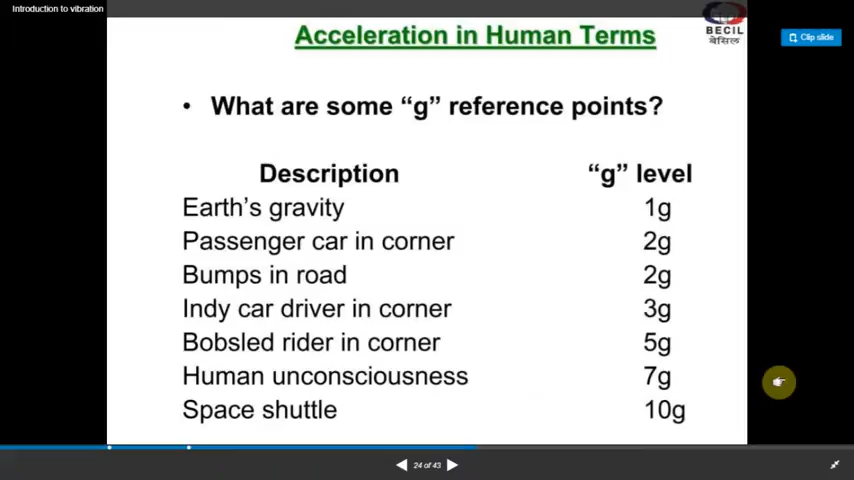 Introduction to vibration
Acceleration in Human Terms
BECIL
बेसिल
Clip slide
• What are some “g” reference points?
Description “g” level
Earth’s gravity 1g
Passenger car in corner 2g
Bumps in road 2g
Indy car driver in corner 3g
Bobsled rider in corner 5g
Human unconsciousness 7g
Space shuttle 10g
24 of 43